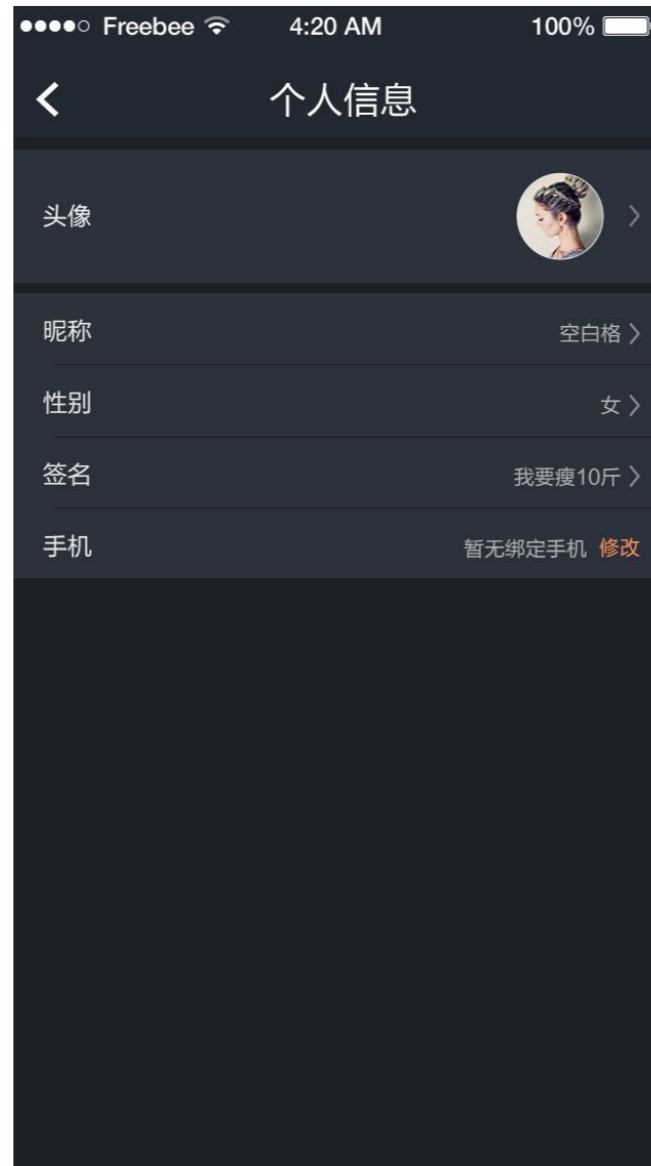 Freebee 4:20 AM 100%
个人信息
头像
昵称 空白格
性别 女
签名 我要瘦10斤
手机 暂无绑定手机 修改